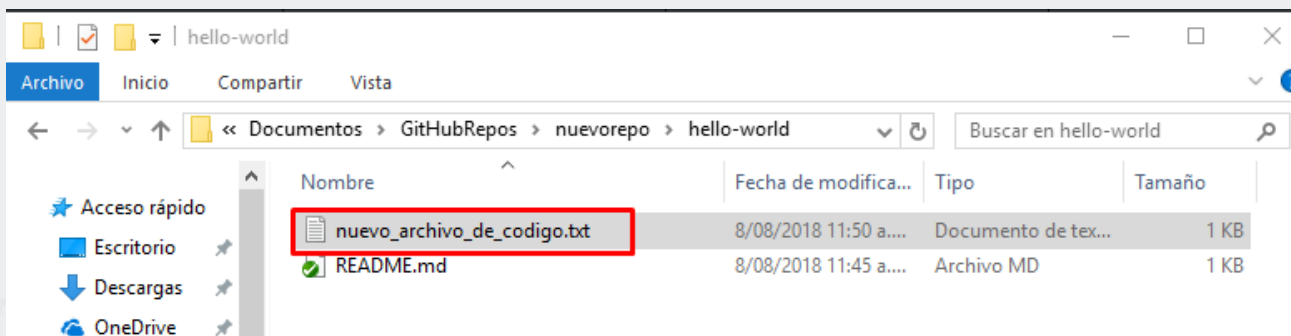 hello-world
Archivo Inicio Compartir Vista
« Documentos > GitHubRepos > nuevorepo > hello-world Buscar en hello-world
Nombre Fecha de modifica... Tipo Tamaño
Acceso rápido
nuevo_archivo_de_codigo.txt 8/08/2018 11:50 a.... Documento de tex... 1 KB
Escritorio
README.md 8/08/2018 11:45 a.... Archivo MD 1 KB
Descargas
OneDrive